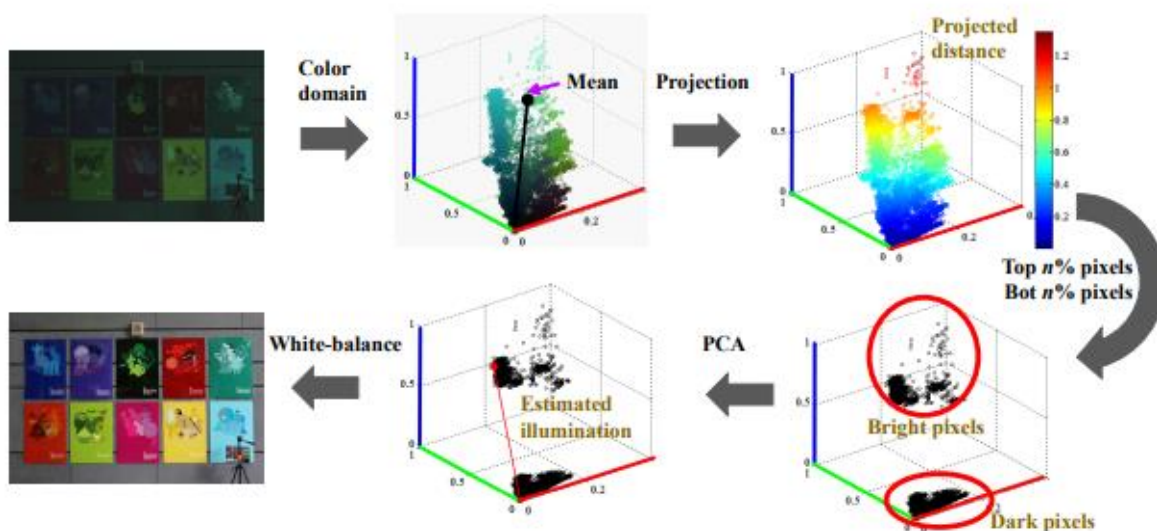 Color
domain
1
0.5
0
1
0.5
0 0
0.2
Mean
Projection
Projected
distance
1
0.5
0
1
0.5
0 0
0.2
1.2
1
0.8
0.6
0.4
0.2
Top n% pixels
Bot n% pixels
White-balance
1
0.5
0
1
0.5
0 0
0.2
Estimated
illumination
PCA
1
0.5
0
1
0.5
0 0
0.2
Bright pixels
Dark pixels